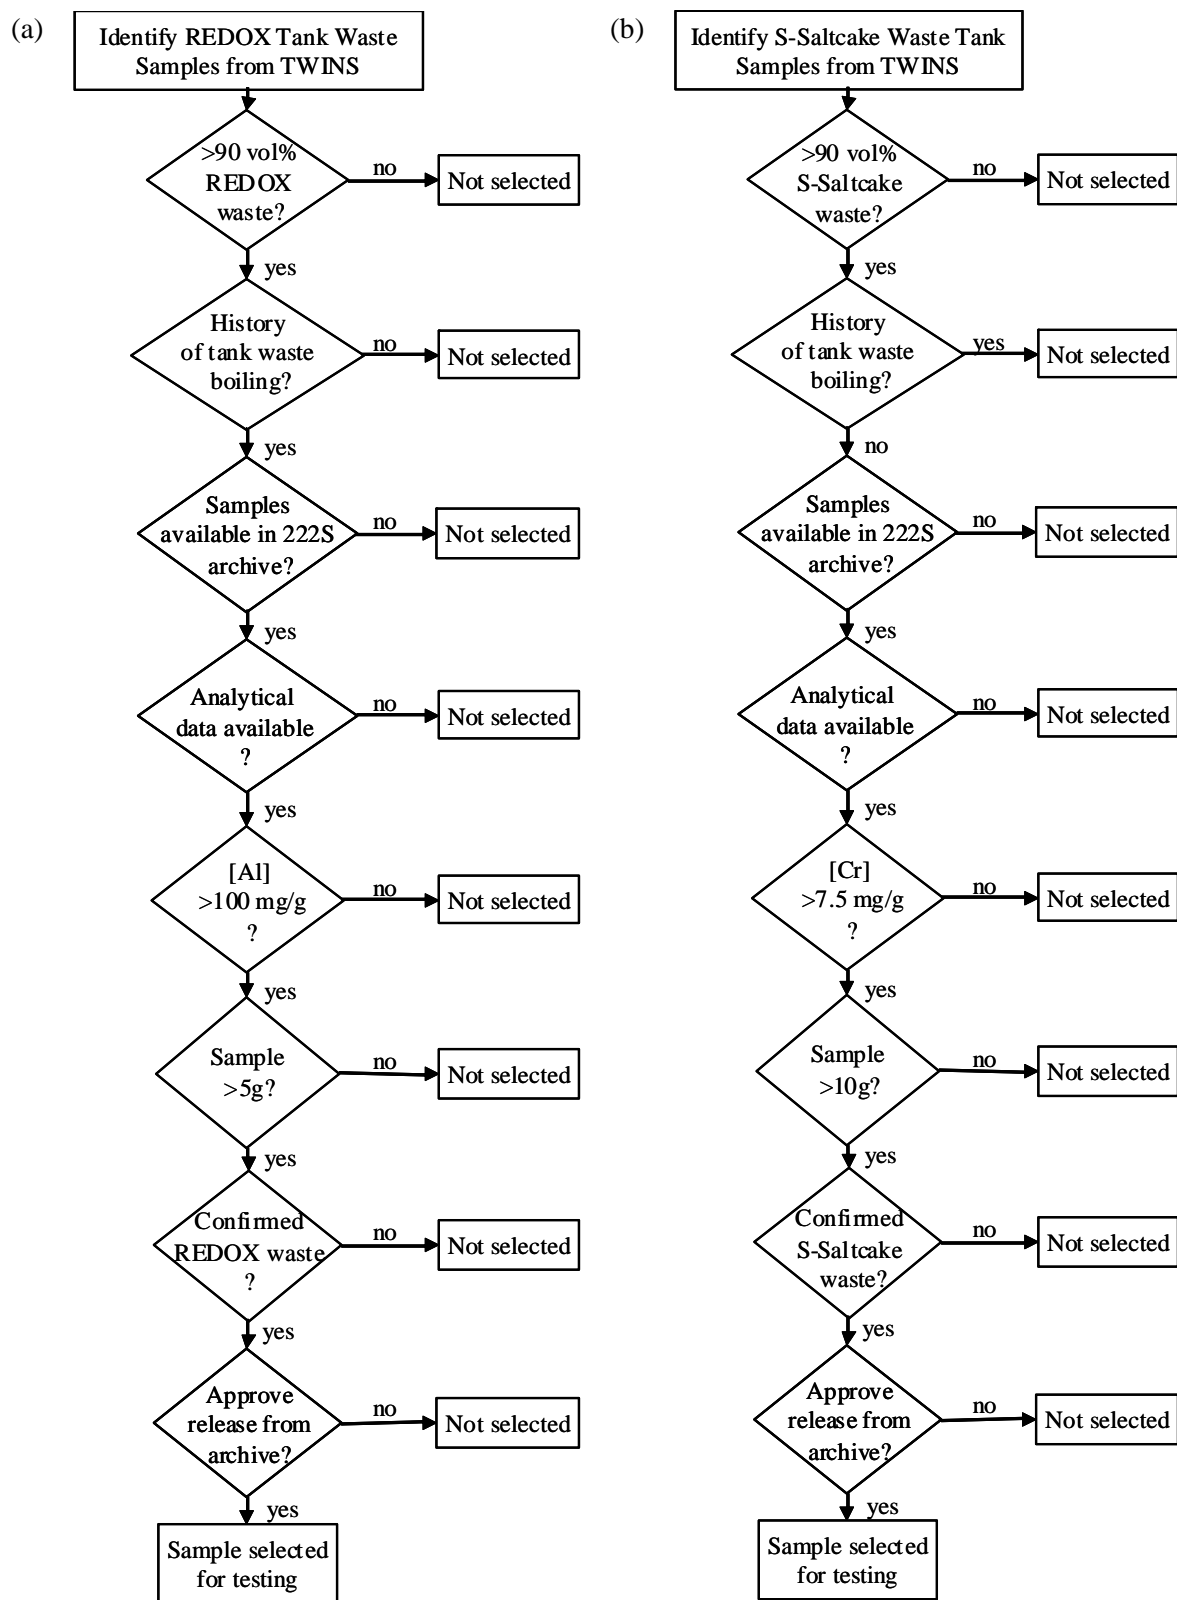 (a)
Identify REDOX Tank Waste
Samples from TWINS
>90 vol%
REDOX
waste?
no
Not selected
yes
History
of tank waste
boiling?
no
Not selected
yes
Samples
available in 222S
archive?
no
Not selected
yes
Analytical
data available
?
no
Not selected
yes
[Al]
>100 mg/g
?
no
Not selected
yes
Sample
>5g?
no
Not selected
yes
Confirmed
REDOX waste
?
no
Not selected
yes
Approve
release from
archive?
no
Not selected
yes
Sample selected
for testing
(b)
Identify S-Saltcake Waste Tank
Samples from TWINS
>90 vol%
S-Saltcake
waste?
no
Not selected
yes
History
of tank waste
boiling?
yes
Not selected
no
Samples
available in 222S
archive?
no
Not selected
yes
Analytical
data available
?
no
Not selected
yes
[Cr]
>7.5 mg/g
?
no
Not selected
yes
Sample
>10g?
no
Not selected
yes
Confirmed
S-Saltcake
waste?
no
Not selected
yes
Approve
release from
archive?
no
Not selected
yes
Sample selected
for testing